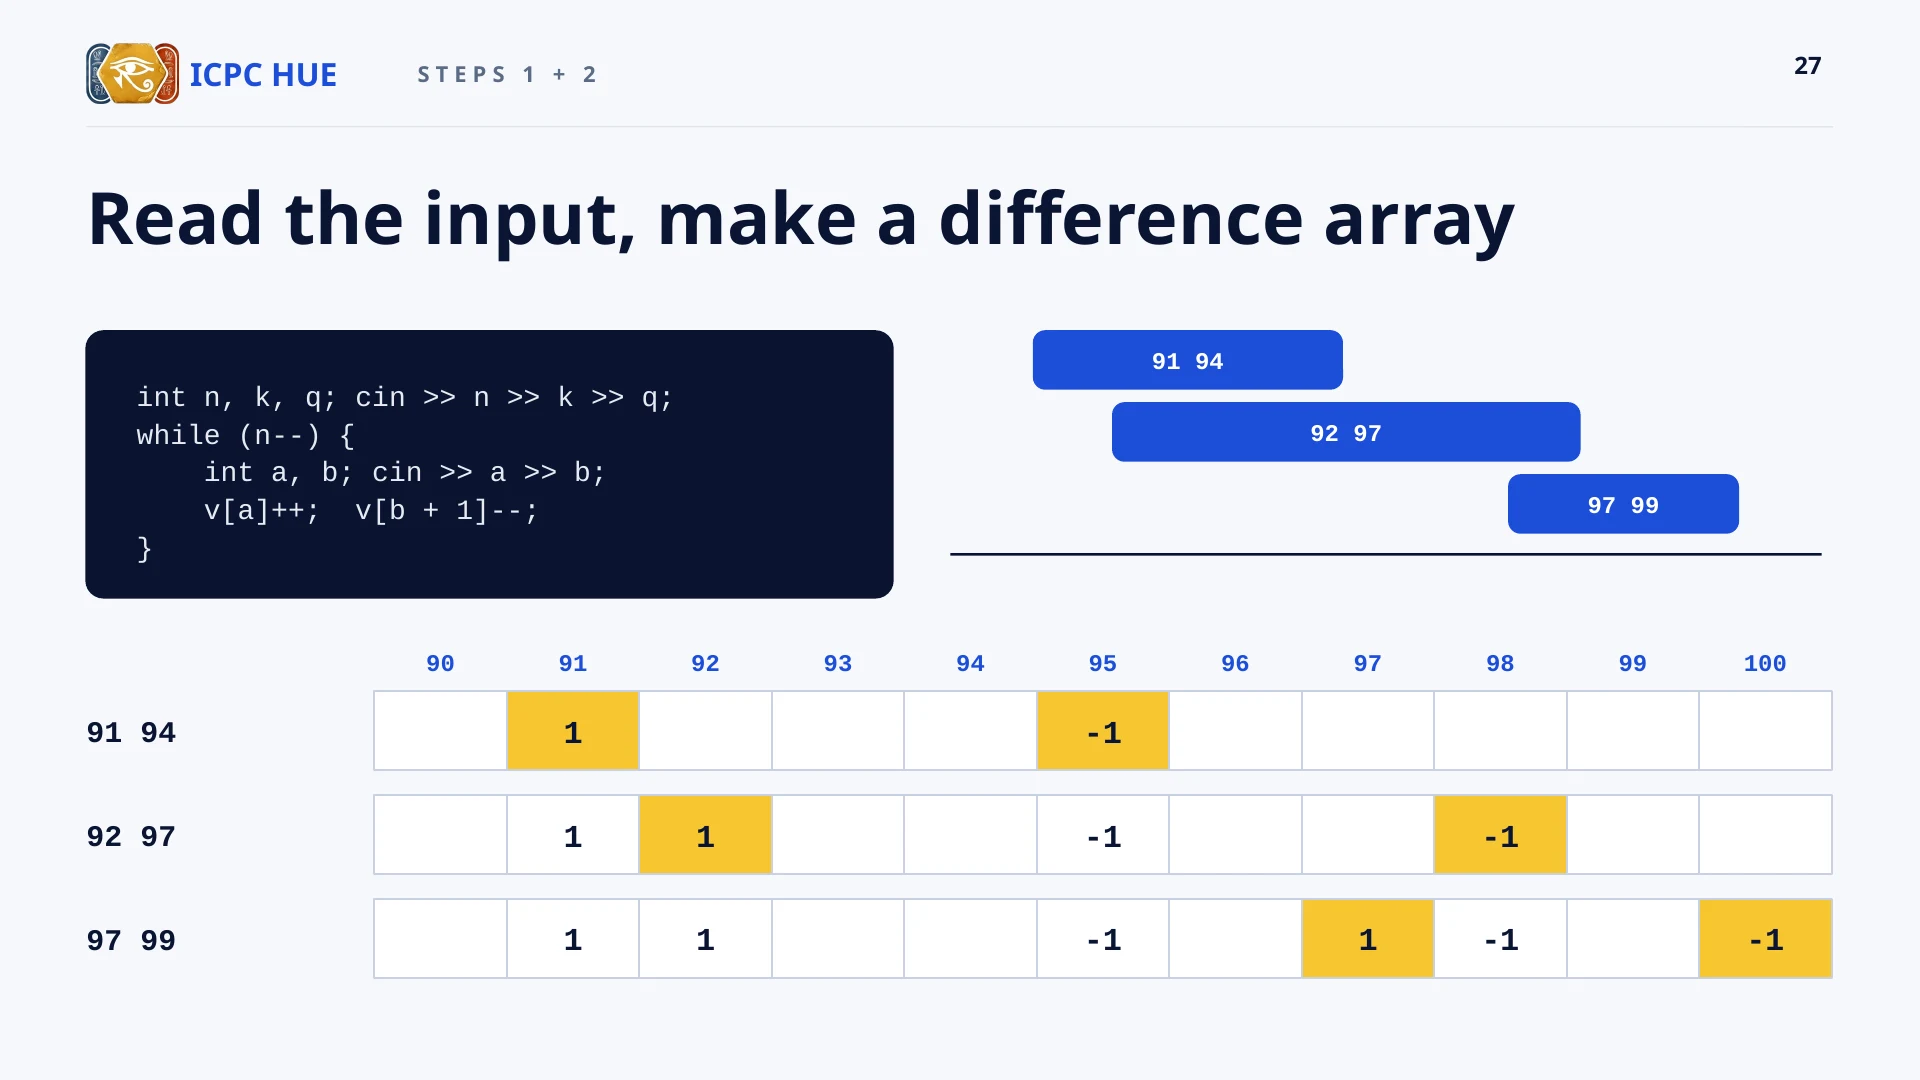 ICPC HUE
STEPS 1 + 2
27
Read the input, make a difference array
int n, k, q; cin >> n >> k >> q;
while (n--) {
    int a, b; cin >> a >> b;
    v[a]++;  v[b + 1]--;
}
91 94
92 97
97 99
90 91 92 93 94 95 96 97 98 99 100
91 94 1 -1
92 97 1 1 -1 -1
97 99 1 1 -1 1 -1 -1